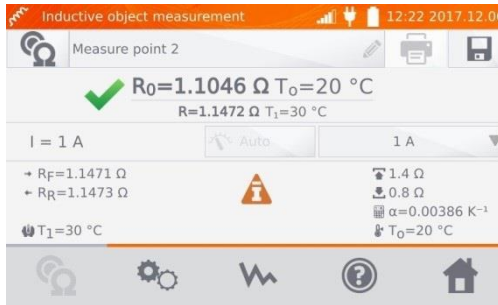 Inductive object measurement
12:22 2017.12.0
Measure point 2
R₀=1.1046 Ω T₀=20 °C
R=1.1472 Ω T₁=30 °C
I = 1 A
Auto
1 A
→ RF=1.1471 Ω
← RR=1.1473 Ω
1.4 Ω
0.8 Ω
α=0.00386 K⁻¹
T₁=30 °C
T₀=20 °C